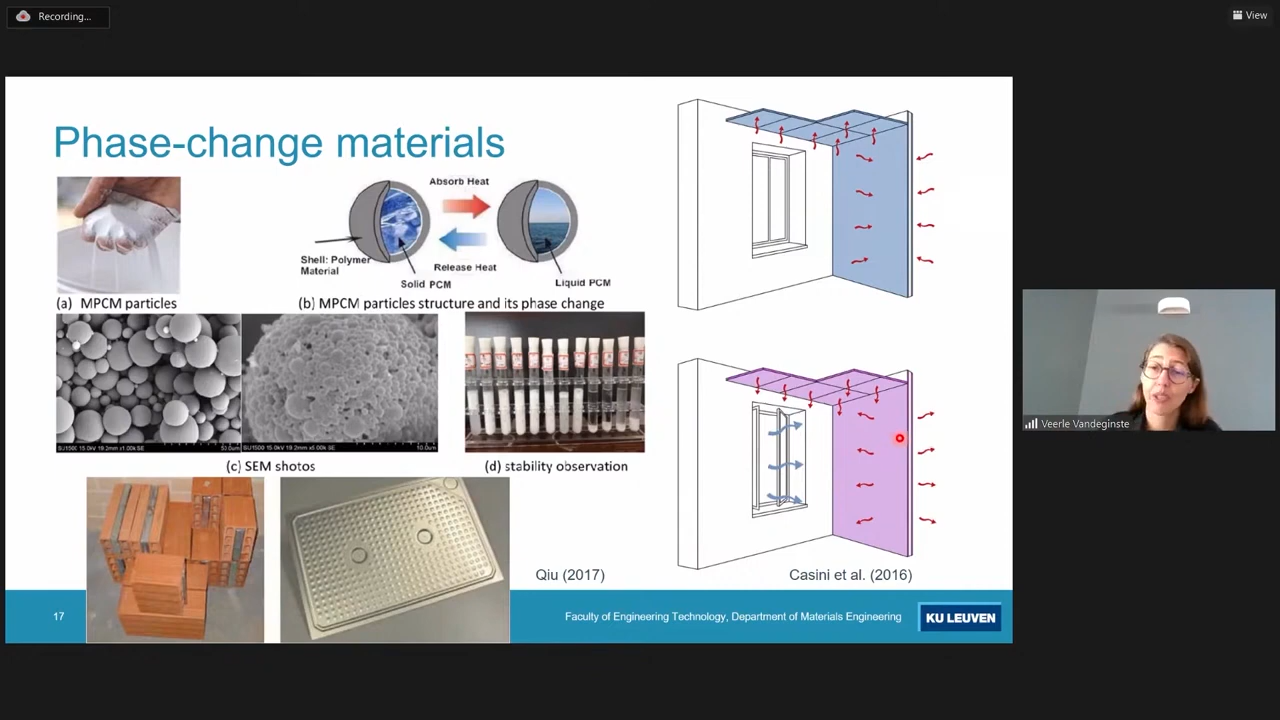 Recording...
View
Phase-change materials
Absorb Heat
Shell: Polymer
Material
Release Heat
Solid PCM
Liquid PCM
(a) MPCM particles
(b) MPCM particles structure and its phase change
(c) SEM shotos
(d) stability observation
Qiu (2017)
Casini et al. (2016)
17
Faculty of Engineering Technology, Department of Materials Engineering
KU LEUVEN
Veerle Vandeginste